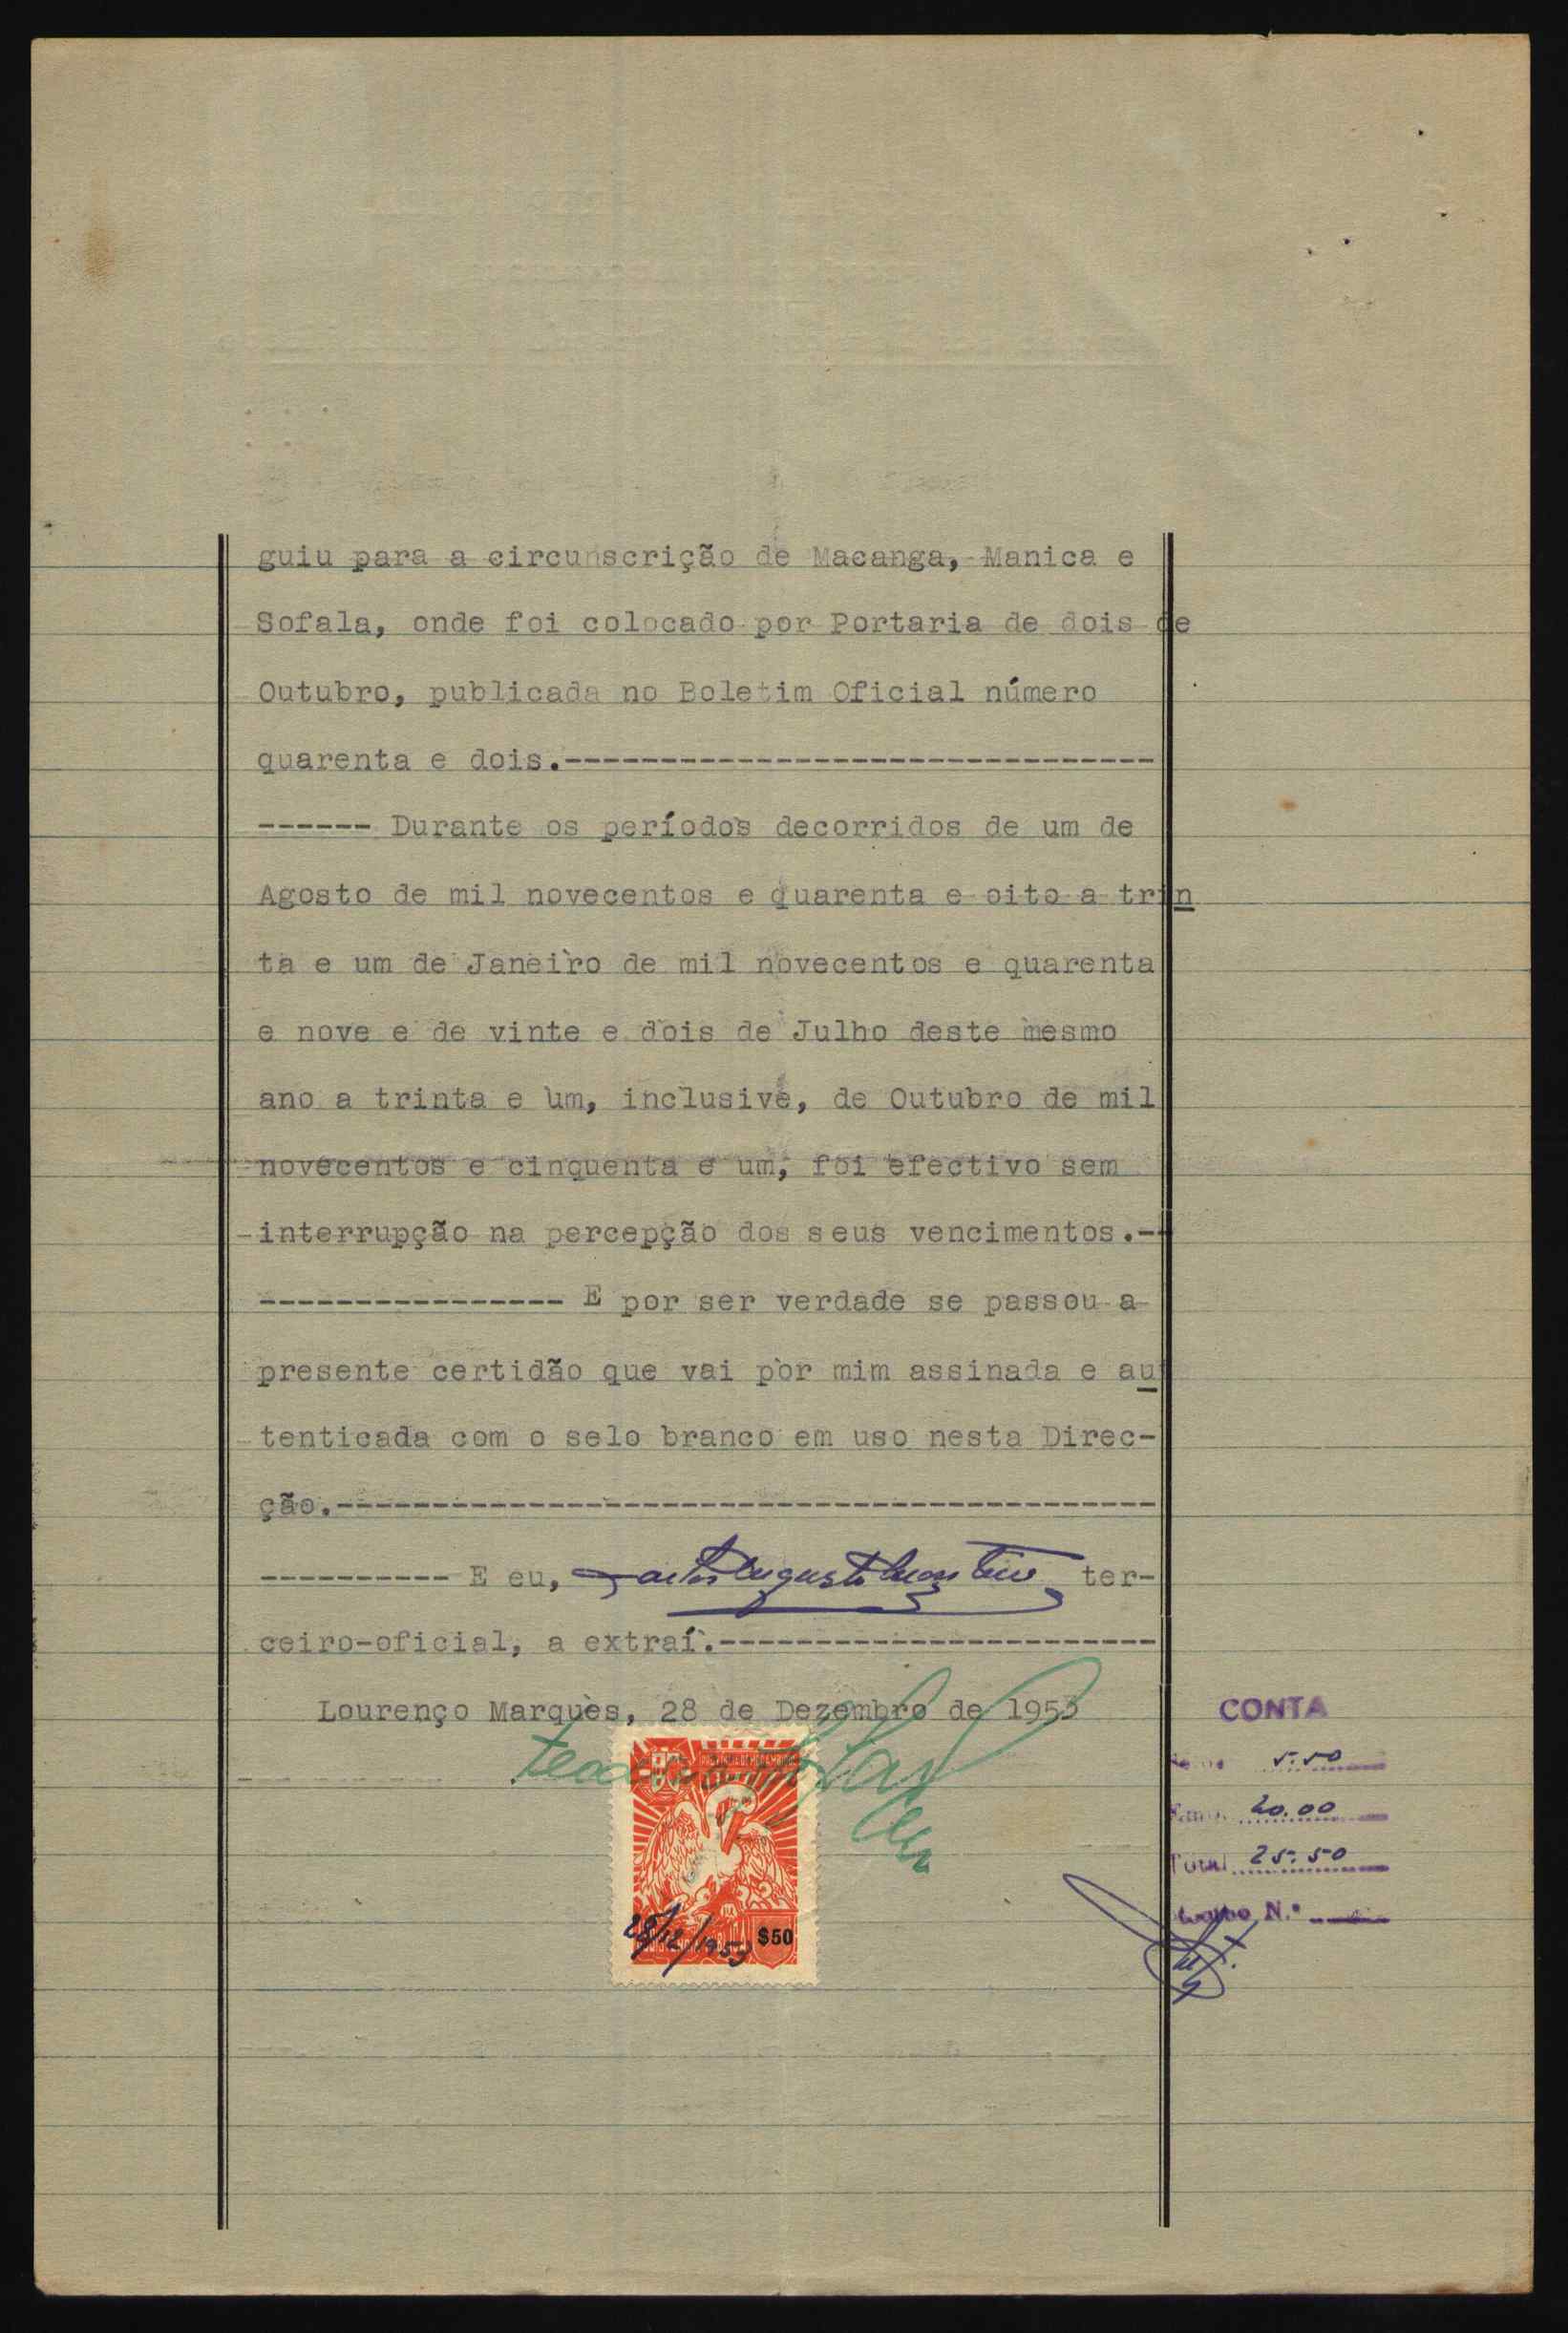 guiu para a circunscrição de Macanga, Manica e
Sofala, onde foi colocado por Portaria de dois de
Outubro, publicada no Boletim Oficial número
quarenta e dois.-------------------------------
------ Durante os períodos decorridos de um de
Agosto de mil novecentos e quarenta e oito a trin
ta e um de Janeiro de mil novecentos e quarenta
e nove e de vinte e dois de Julho deste mesmo
ano a trinta e um, inclusivé, de Outubro de mil
novecentos e cinquenta e um, foi efectivo sem
interrupção na percepção dos seus vencimentos.--
---------------- E por ser verdade se passou a
presente certidão que vai por mim assinada e au
tenticada com o selo branco em uso nesta Direc-
ção.-------------------------------------------
---------- E eu, Augusto ter-
ceiro-oficial, a extraí.-----------------------
Lourenço Marques, 28 de Dezembro de 1953
28/12/1953
$50
CONTA
5.50
20.00
Total 25.50
N.º